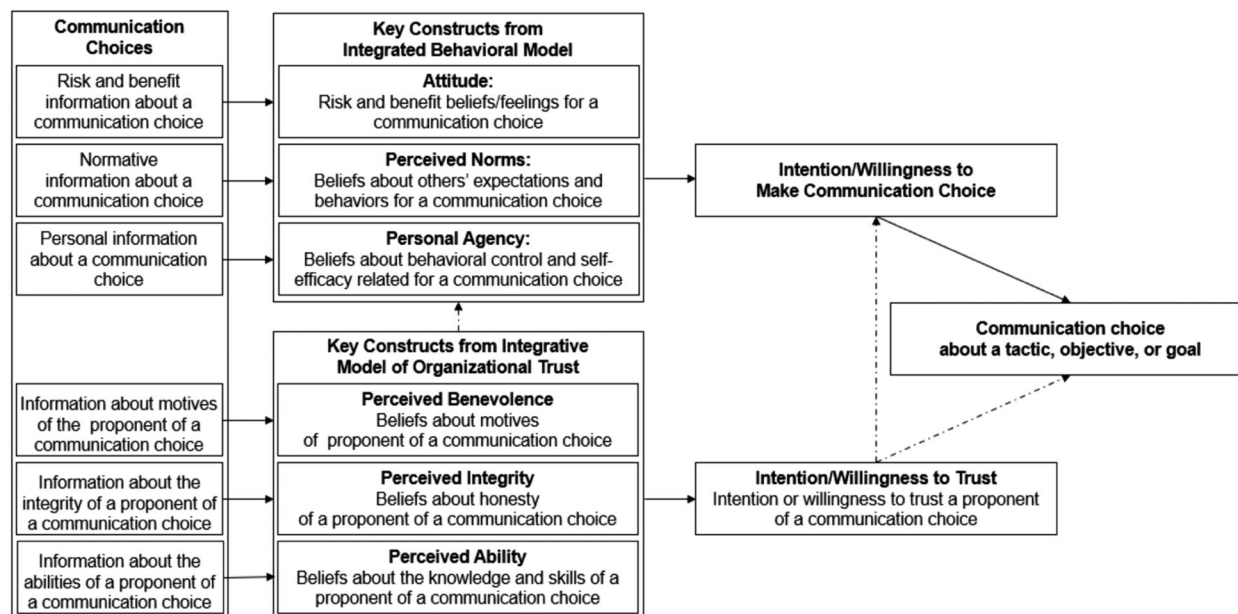 Communication
Choices
Risk and benefit
information about a
communication choice
Normative
information about a
communication choice
Personal information
about a communication
choice
Information about motives
of the proponent of a
communication choice
Information about the
integrity of a proponent of
a communication choice
Information about the
abilities of a proponent of
a communication choice
Key Constructs from
Integrated Behavioral Model
Attitude:
Risk and benefit beliefs/feelings for a
communication choice
Perceived Norms:
Beliefs about others' expectations and
behaviors for a communication choice
Personal Agency:
Beliefs about behavioral control and self-
efficacy related for a communication choice
Key Constructs from Integrative
Model of Organizational Trust
Perceived Benevolence
Beliefs about motives
of proponent of a communication choice
Perceived Integrity
Beliefs about honesty
of a proponent of a communication choice
Perceived Ability
Beliefs about the knowledge and skills of a
proponent of a communication choice
Intention/Willingness to
Make Communication Choice
Communication choice
about a tactic, objective, or goal
Intention/Willingness to Trust
Intention or willingness to trust a proponent
of a communication choice